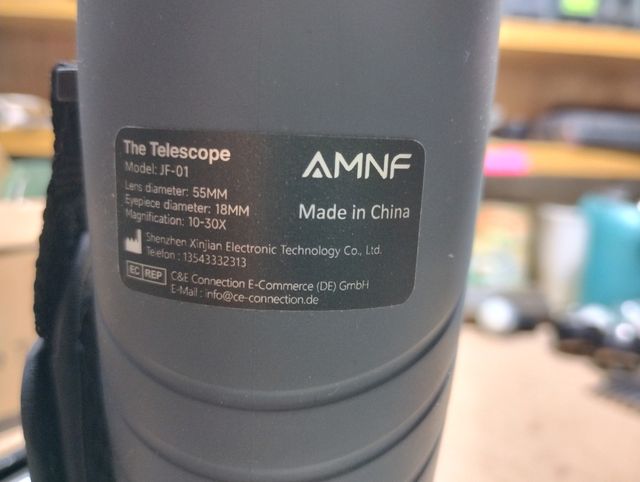 The Telescope
Model: JF-01
Lens diameter: 55MM
Eyepiece diameter: 18MM
Magnification: 10-30X
AMNF
Made in China
Shenzhen Xinjian Electronic Technology Co., Ltd.
Telefon : 13543332313
EC REP C&E Connection E-Commerce (DE) GmbH
E-Mail : info@ce-connection.de